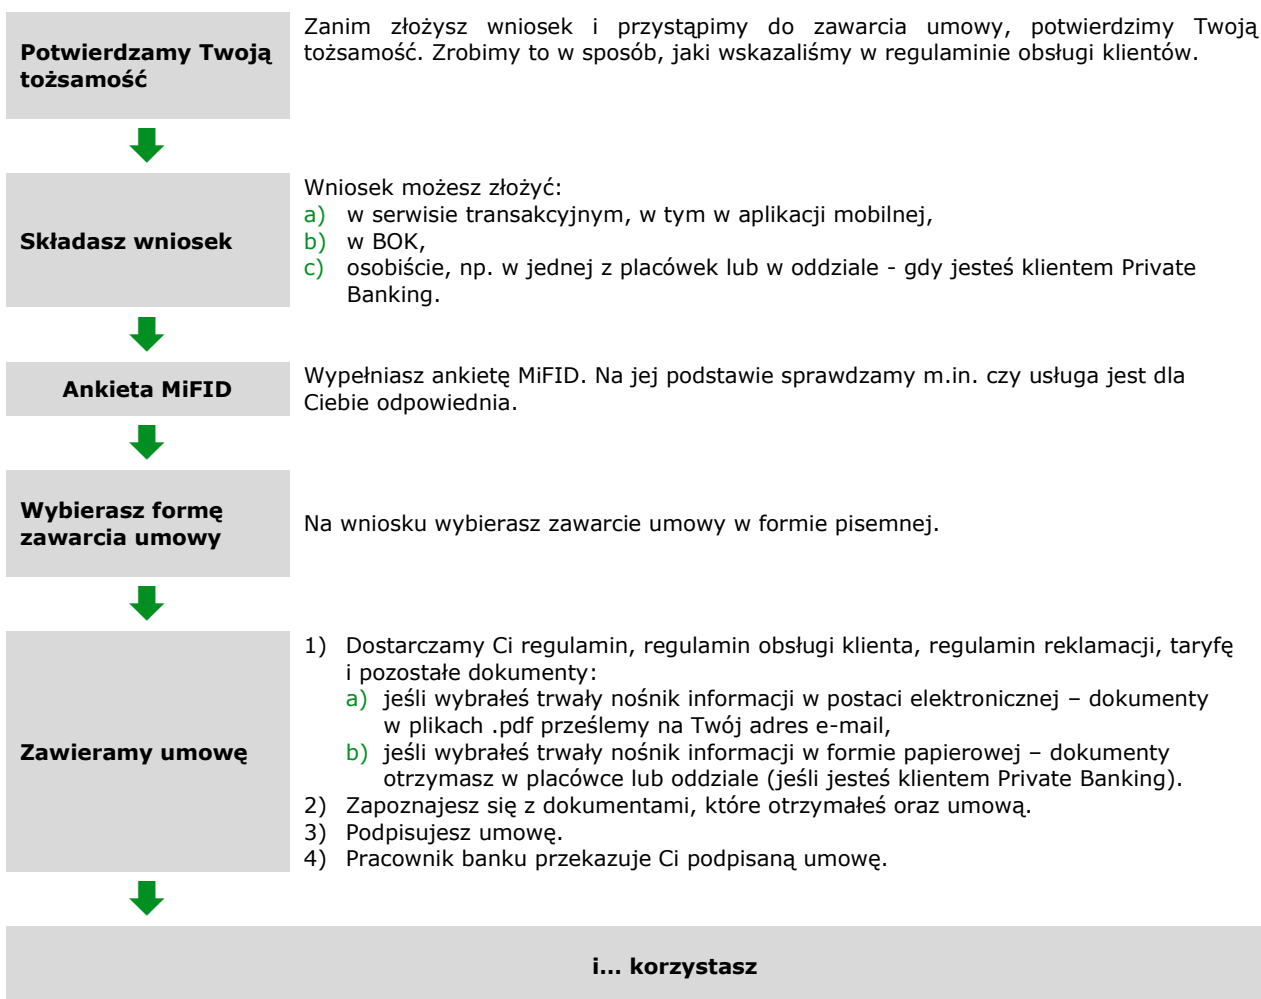 Potwierdzamy Twoją
tożsamość
Zanim złożysz wniosek i przystąpimy do zawarcia umowy, potwierdzimy Twoją
tożsamość. Zrobimy to w sposób, jaki wskazaliśmy w regulaminie obsługi klientów.
Składasz wniosek
Wniosek możesz złożyć:
a) w serwisie transakcyjnym, w tym w aplikacji mobilnej,
b) w BOK,
c) osobiście, np. w jednej z placówek lub w oddziale - gdy jesteś klientem Private
Banking.
Ankieta MiFID
Wypełniasz ankietę MiFID. Na jej podstawie sprawdzamy m.in. czy usługa jest dla
Ciebie odpowiednia.
Wybierasz formę
zawarcia umowy
Na wniosku wybierasz zawarcie umowy w formie pisemnej.
Zawieramy umowę
1) Dostarczamy Ci regulamin, regulamin obsługi klienta, regulamin reklamacji, taryfę
i pozostałe dokumenty:
a) jeśli wybrałeś trwały nośnik informacji w postaci elektronicznej – dokumenty
w plikach .pdf prześlemy na Twój adres e-mail,
b) jeśli wybrałeś trwały nośnik informacji w formie papierowej – dokumenty
otrzymasz w placówce lub oddziale (jeśli jesteś klientem Private Banking).
2) Zapoznajesz się z dokumentami, które otrzymałeś oraz umową.
3) Podpisujesz umowę.
4) Pracownik banku przekazuje Ci podpisaną umowę.
i... korzystasz